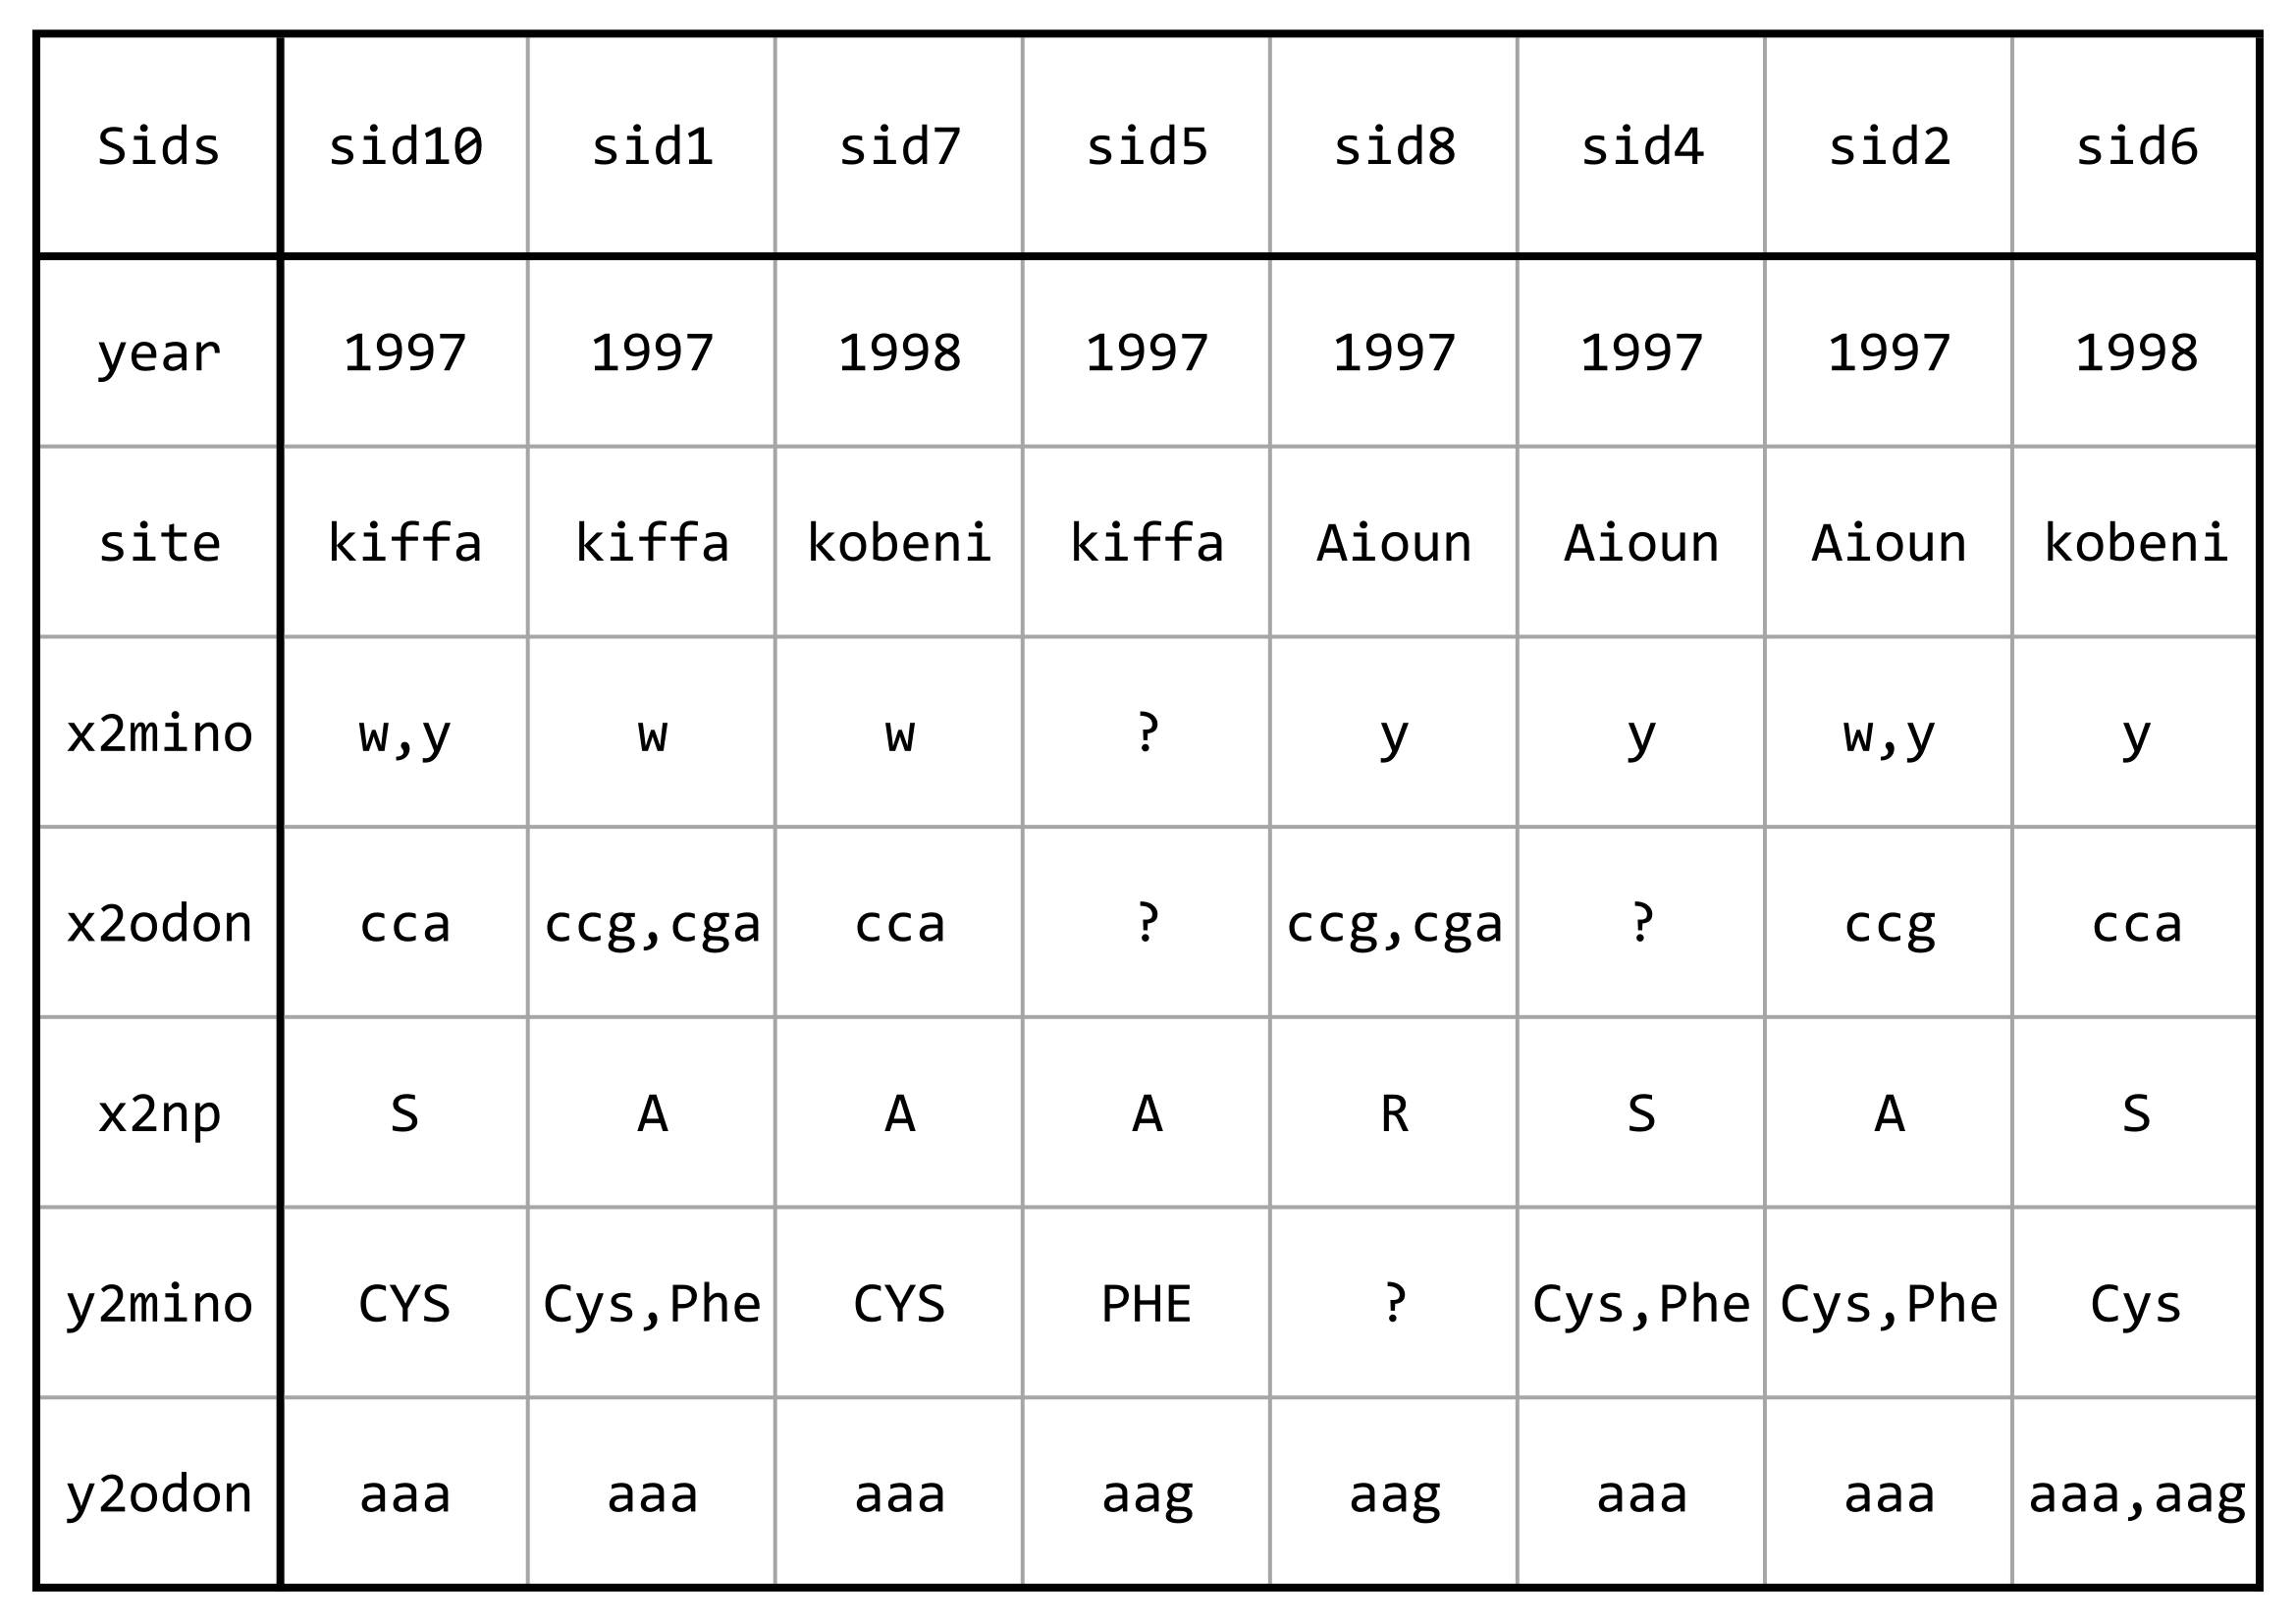 Sids sid10 sid1 sid7 sid5 sid8 sid4 sid2 sid6
year 1997 1997 1998 1997 1997 1997 1997 1998
site kiffa kiffa kobeni kiffa Aioun Aioun Aioun kobeni
x2mino w,y w w ? y y w,y y
x2odon cca ccg,cga cca ? ccg,cga ? ccg cca
x2np S A A A R S A S
y2mino CYS Cys,Phe CYS PHE ? Cys,Phe Cys,Phe Cys
y2odon aaa aaa aaa aag aag aaa aaa aaa,aag